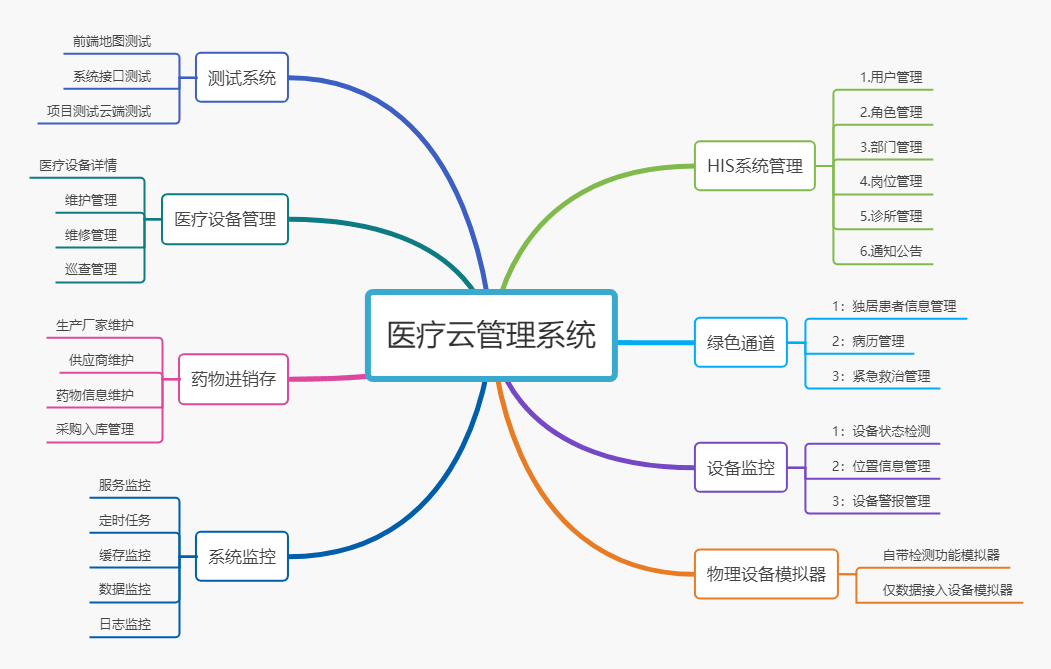 医疗云管理系统
HIS系统管理
1.用户管理
2.角色管理
3.部门管理
4.岗位管理
5.诊所管理
6.通知公告
绿色通道
1：独居患者信息管理
2：病历管理
3：紧急救治管理
设备监控
1：设备状态检测
2：位置信息管理
3：设备警报管理
物理设备模拟器
自带检测功能模拟器
仅数据接入设备模拟器
测试系统
前端地图测试
系统接口测试
项目测试云端测试
医疗设备管理
医疗设备详情
维护管理
维修管理
巡查管理
药物进销存
生产厂家维护
供应商维护
药物信息维护
采购入库管理
系统监控
服务监控
定时任务
缓存监控
数据监控
日志监控